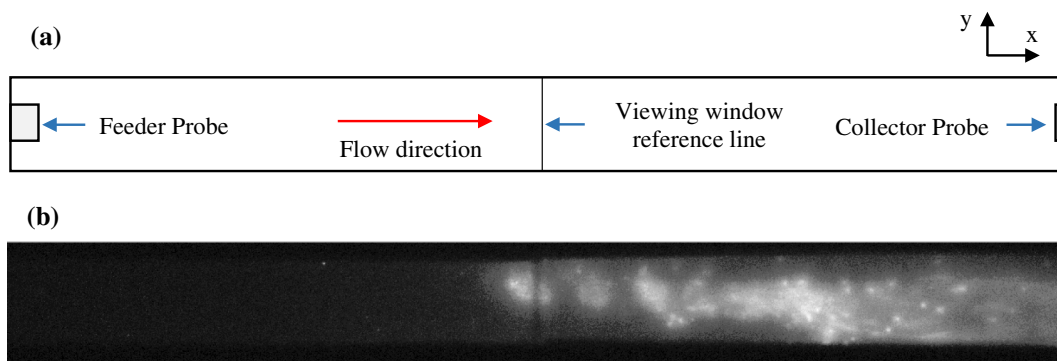 (a)
y
x
Feeder Probe
Flow direction
Viewing window
reference line
Collector Probe
(b)